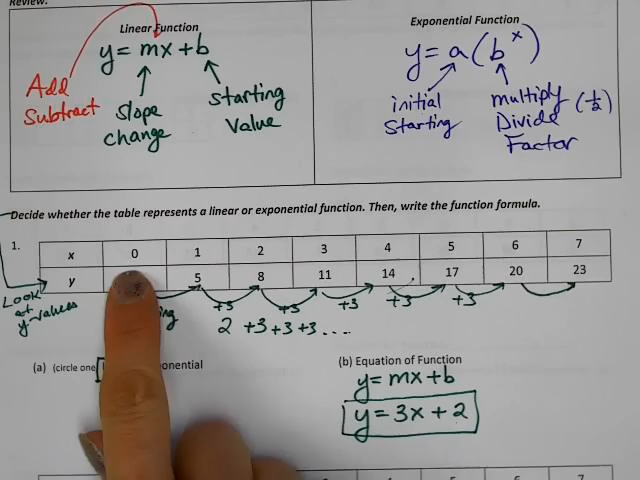 Review:
Linear Function
y = mx + b
Add
Subtract
slope
change
starting
value
Exponential Function
y = a(b^x)
initial
starting
multiply
Divide
Factor
(1/2)
Decide whether the table represents a linear or exponential function. Then, write the function formula.
1.
x 0 1 2 3 4 5 6 7
y 5 8 11 14 17 20 23
Look
at
y-values
+3 +3 +3 +3 +3
2 +3 +3 +3 ....
(a) (circle one
(b) Equation of Function
y = mx + b
y = 3x + 2
7